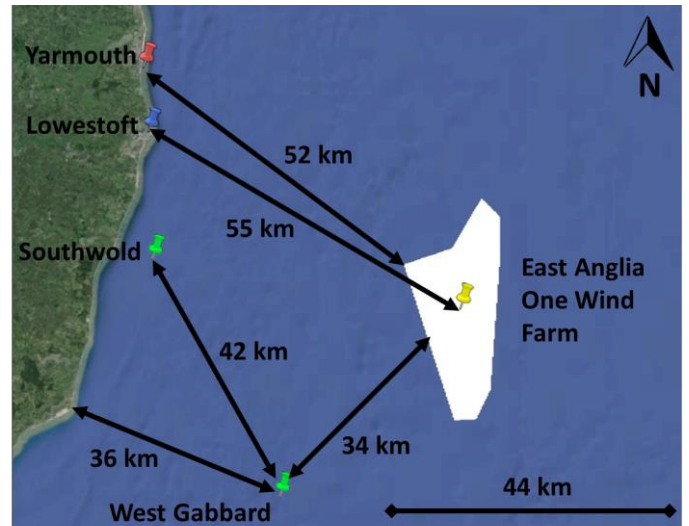 Yarmouth
N
Lowestoft
52 km
55 km
Southwold
East Anglia
One Wind
Farm
42 km
34 km
36 km
West Gabbard
44 km